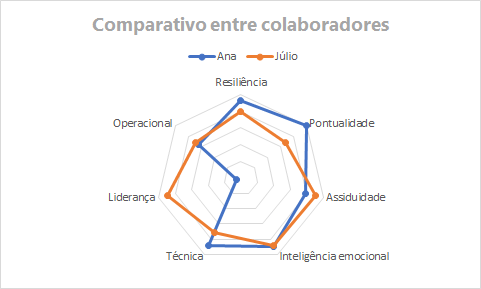 Comparativo entre colaboradores
Ana Júlio
Resiliência
Operacional Pontualidade
Liderança Assiduidade
Técnica Inteligência emocional